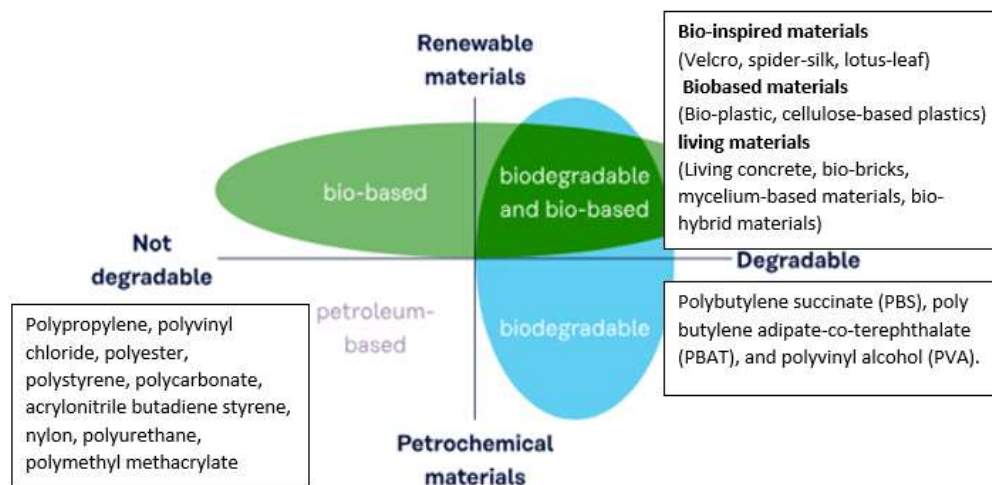 Renewable
materials
Bio-inspired materials
(Velcro, spider-silk, lotus-leaf)
Biobased materials
(Bio-plastic, cellulose-based plastics)
living materials
(Living concrete, bio-bricks,
mycelium-based materials, bio-
hybrid materials)
bio-based
biodegradable
and bio-based
Not
degradable
Degradable
petroleum-
based
biodegradable
Polybutylene succinate (PBS), poly
butylene adipate-co-terephthalate
(PBAT), and polyvinyl alcohol (PVA).
Polypropylene, polyvinyl
chloride, polyester,
polystyrene, polycarbonate,
acrylonitrile butadiene styrene,
nylon, polyurethane,
polymethyl methacrylate
Petrochemical
materials